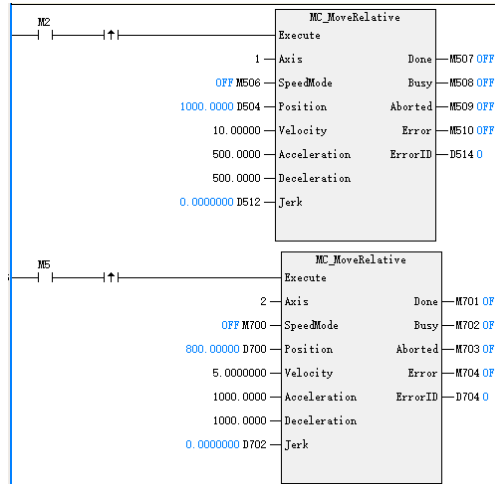 M2 MC_MoveRelative
Execute
1 Axis Done M507 OFF
OFF M506 SpeedMode Busy M508 OFF
1000.0000 D504 Position Aborted M509 OFF
10.00000 Velocity Error M510 OFF
500.0000 Acceleration ErrorID D514 0
500.0000 Deceleration
0.0000000 D512 Jerk
M5 MC_MoveRelative
Execute
2 Axis Done M701 OF
OFF M700 SpeedMode Busy M702 OF
800.00000 D700 Position Aborted M703 OF
5.0000000 Velocity Error M704 OF
1000.0000 Acceleration ErrorID D704 0
1000.0000 Deceleration
0.0000000 D702 Jerk